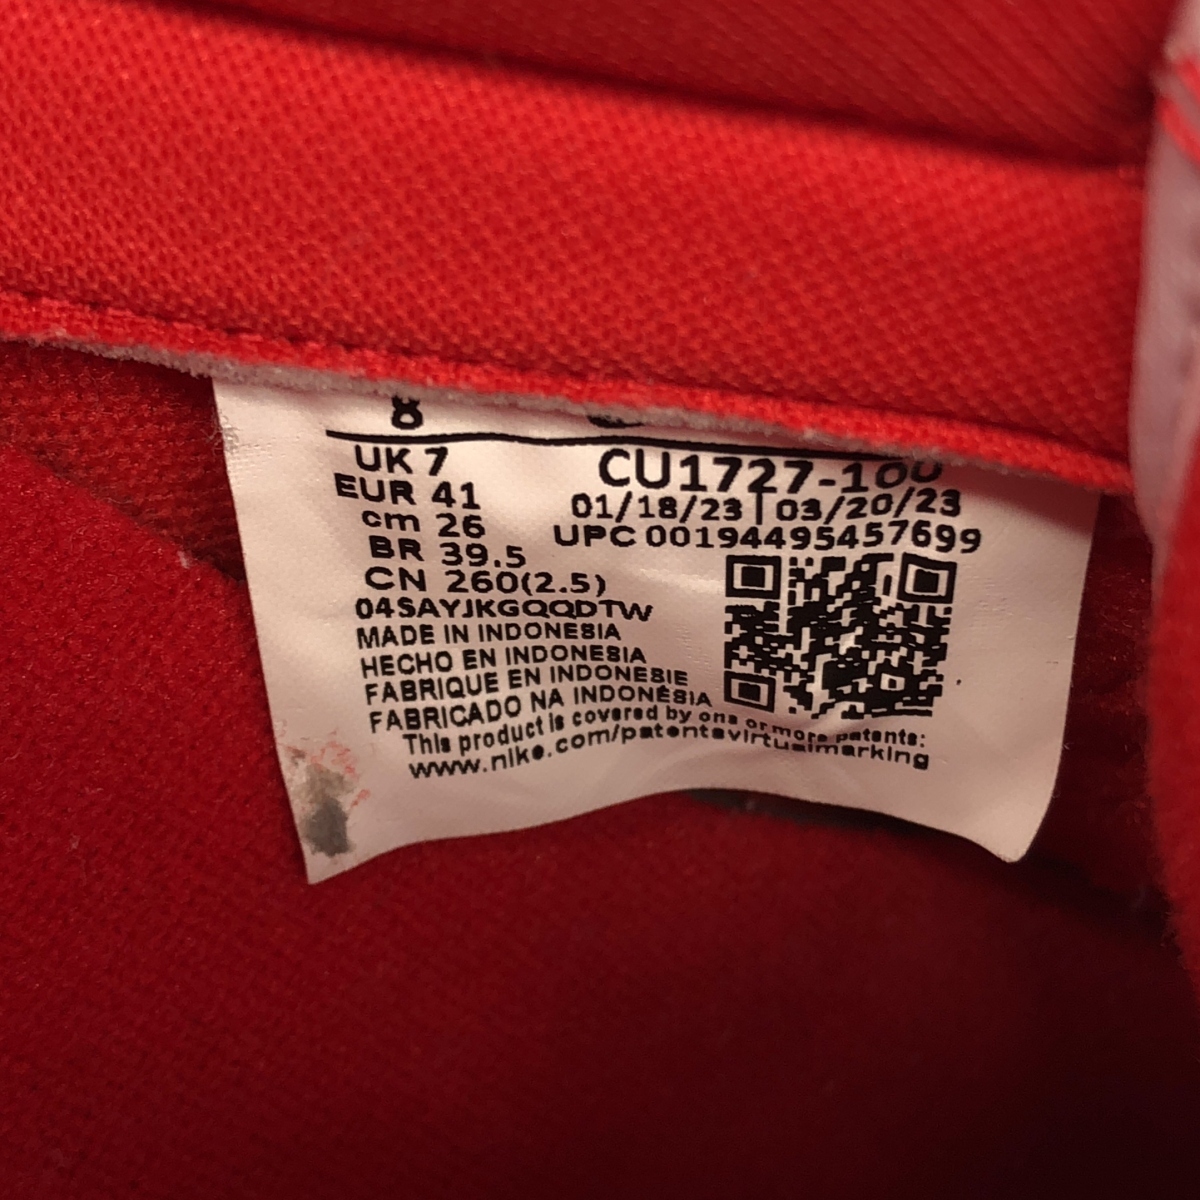 8
UK 7
EUR 41
cm 26
BR 39.5
CN 260(2.5)
CU1727-100
01/18/23 | 03/20/23
UPC 00194495457699
04SAYJKGQQDTW
MADE IN INDONESIA
HECHO EN INDONESIA
FABRIQUE EN INDONESIE
FABRICADO NA INDONÉSIA
This product is covered by one or more patents:
www.nike.com/patentsvirtualmarking